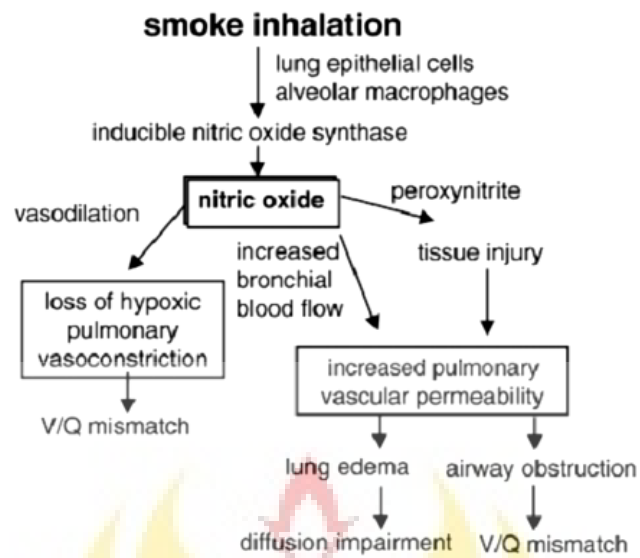 smoke inhalation
lung epithelial cells
alveolar macrophages
inducible nitric oxide synthase
nitric oxide
peroxynitrite
vasodilation
increased
bronchial
blood flow
tissue injury
loss of hypoxic
pulmonary
vasoconstriction
increased pulmonary
vascular permeability
V/Q mismatch
lung edema
airway obstruction
diffusion impairment
V/Q mismatch